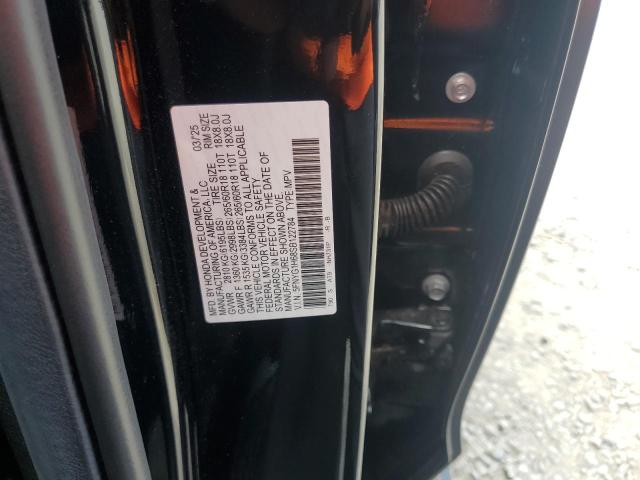 MFD. BY HONDA DEVELOPMENT & 03/25
MANUFACTURING OF AMERICA, LLC
TIRE SIZE RIM SIZE
GVWR 2810 KG/6195LBS/
GAWR F 1360 KG/2998LBS/265/60R18 110T 18X8.0J
GAWR R 1535 KG/3384LBS/265/60R18 110T 18X8.0J
THIS VEHICLE CONFORMS TO ALL APPLICABLE
FEDERAL MOTOR VEHICLE SAFETY
STANDARDS IN EFFECT ON THE DATE OF
MANUFACTURE SHOWN ABOVE.
V.I.N. 5FNYG1H66SB122784 TYPE: MPV